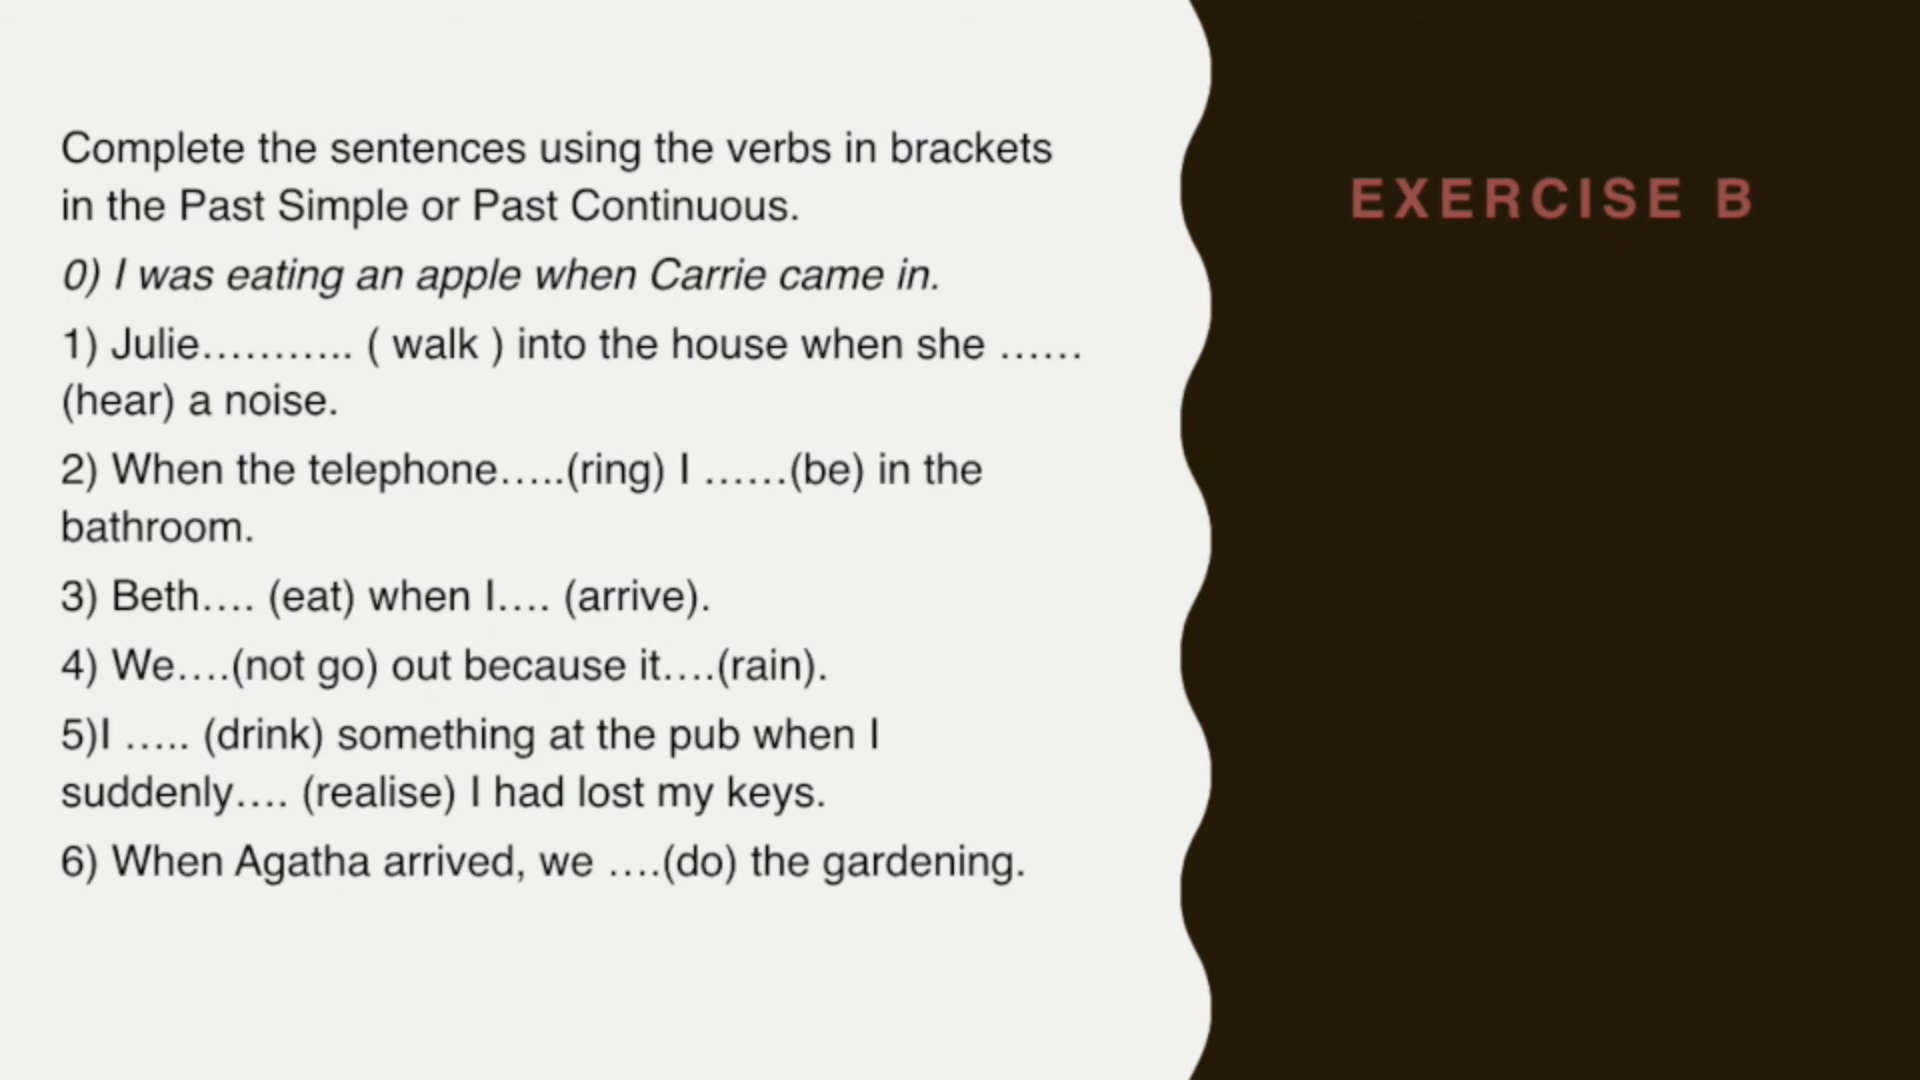 Complete the sentences using the verbs in brackets
in the Past Simple or Past Continuous.
0) I was eating an apple when Carrie came in.
1) Julie……….. ( walk ) into the house when she ……
(hear) a noise.
2) When the telephone…..(ring) I ……(be) in the
bathroom.
3) Beth…. (eat) when I…. (arrive).
4) We….(not go) out because it….(rain).
5)I ….. (drink) something at the pub when I
suddenly…. (realise) I had lost my keys.
6) When Agatha arrived, we ….(do) the gardening.
EXERCISE B